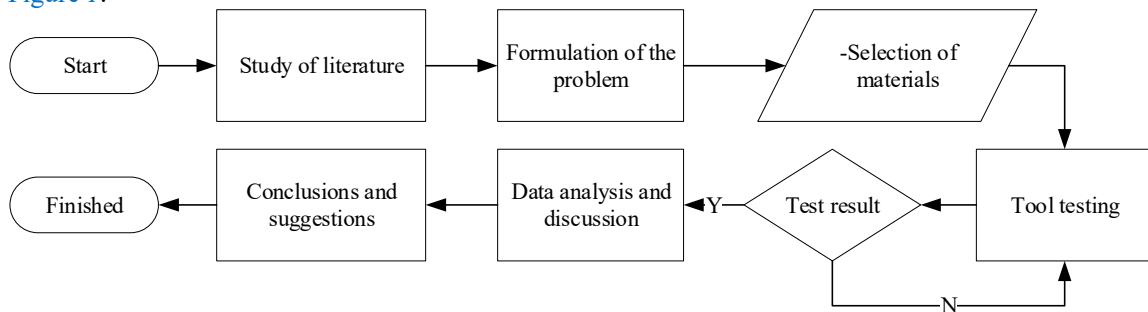 Figure 1.
Start
Study of literature
Formulation of the
problem
-Selection of
materials
Finished
Conclusions and
suggestions
Data analysis and
discussion
Y
Test result
Tool testing
N